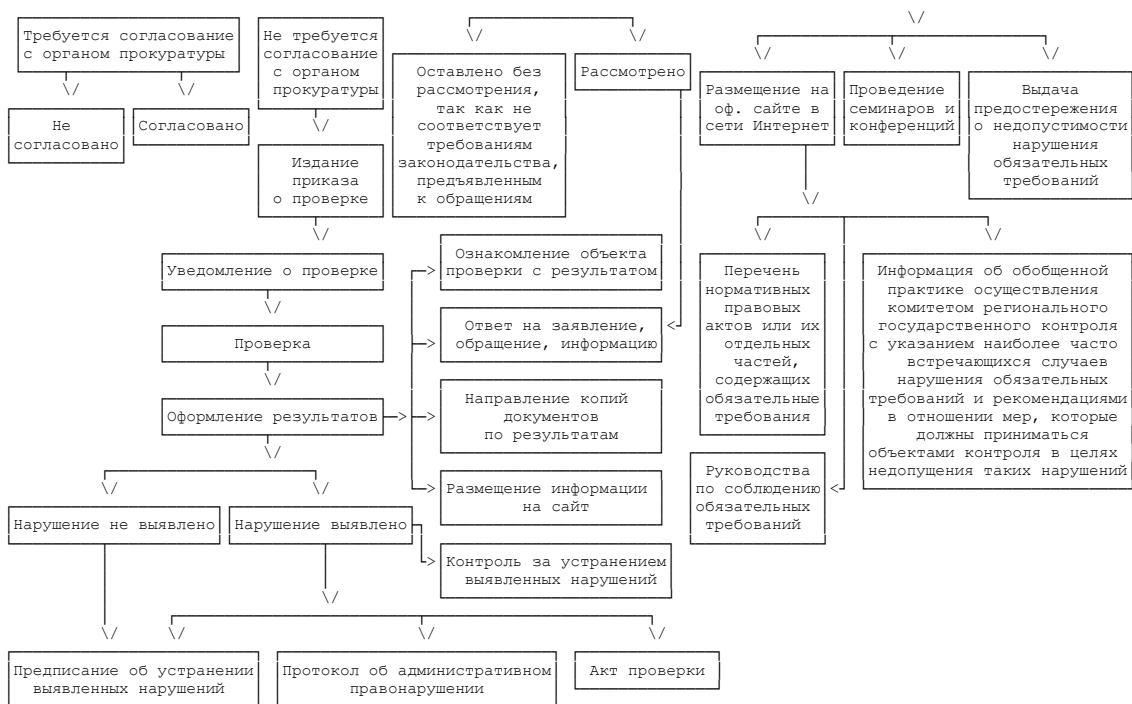 Требуется согласование
с органом прокуратуры
Не
согласовано
Согласовано
Не требуется
согласование
с органом
прокуратуры
Издание
приказа
о проверке
Уведомление о проверке
Проверка
Оформление результатов
Нарушение не выявлено
Нарушение выявлено
Предписание об устранении
выявленных нарушений
Протокол об административном
правонарушении
Акт проверки
Оставлено без
рассмотрения,
так как не
соответствует
требованиям
законодательства,
предъявленным
к обращениям
Рассмотрено
Ознакомление объекта
проверки с результатом
Ответ на заявление,
обращение, информацию
Направление копий
документов
по результатам
Размещение информации
на сайт
Контроль за устранением
выявленных нарушений
Размещение на
оф. сайте в
сети Интернет
Проведение
семинаров и
конференций
Выдача
предостережения
о недопустимости
нарушения
обязательных
требований
Перечень
нормативных
правовых
актов или их
отдельных
частей,
содержащих
обязательные
требования
Руководства
по соблюдению
обязательных
требований
Информация об обобщенной
практике осуществления
комитетом регионального
государственного контроля
с указанием наиболее часто
встречающихся случаев
нарушения обязательных
требований и рекомендациями
в отношении мер, которые
должны приниматься
объектами контроля в целях
недопущения таких нарушений